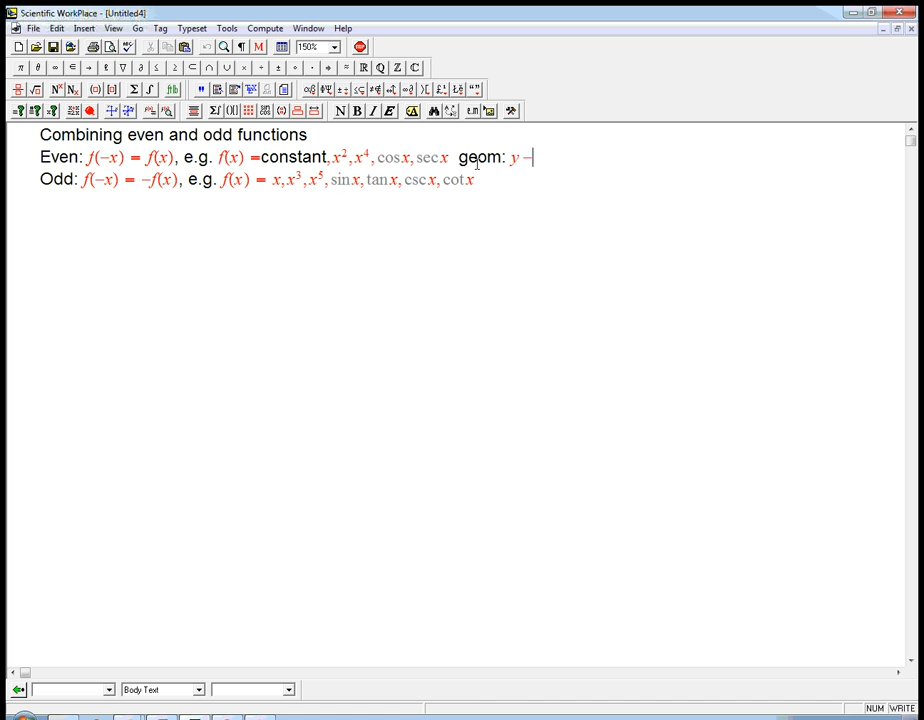 Scientific WorkPlace - [Untitled4]
File Edit Insert View Go Tag Typeset Tools Compute Window Help
150%
π θ ∞ ∈ → ℓ ∇ ∂ ≤ ≥ ⊂ ∩ ∪ × ÷ ± ∘ · + ≈ ℝ ℚ ℤ ℂ
N B I E
Combining even and odd functions
Even: f(−x) = f(x), e.g. f(x) =constant, x², x⁴, cos x, sec x geom: y −
Odd: f(−x) = −f(x), e.g. f(x) = x, x³, x⁵, sin x, tan x, csc x, cot x
Body Text
NUM WRITE